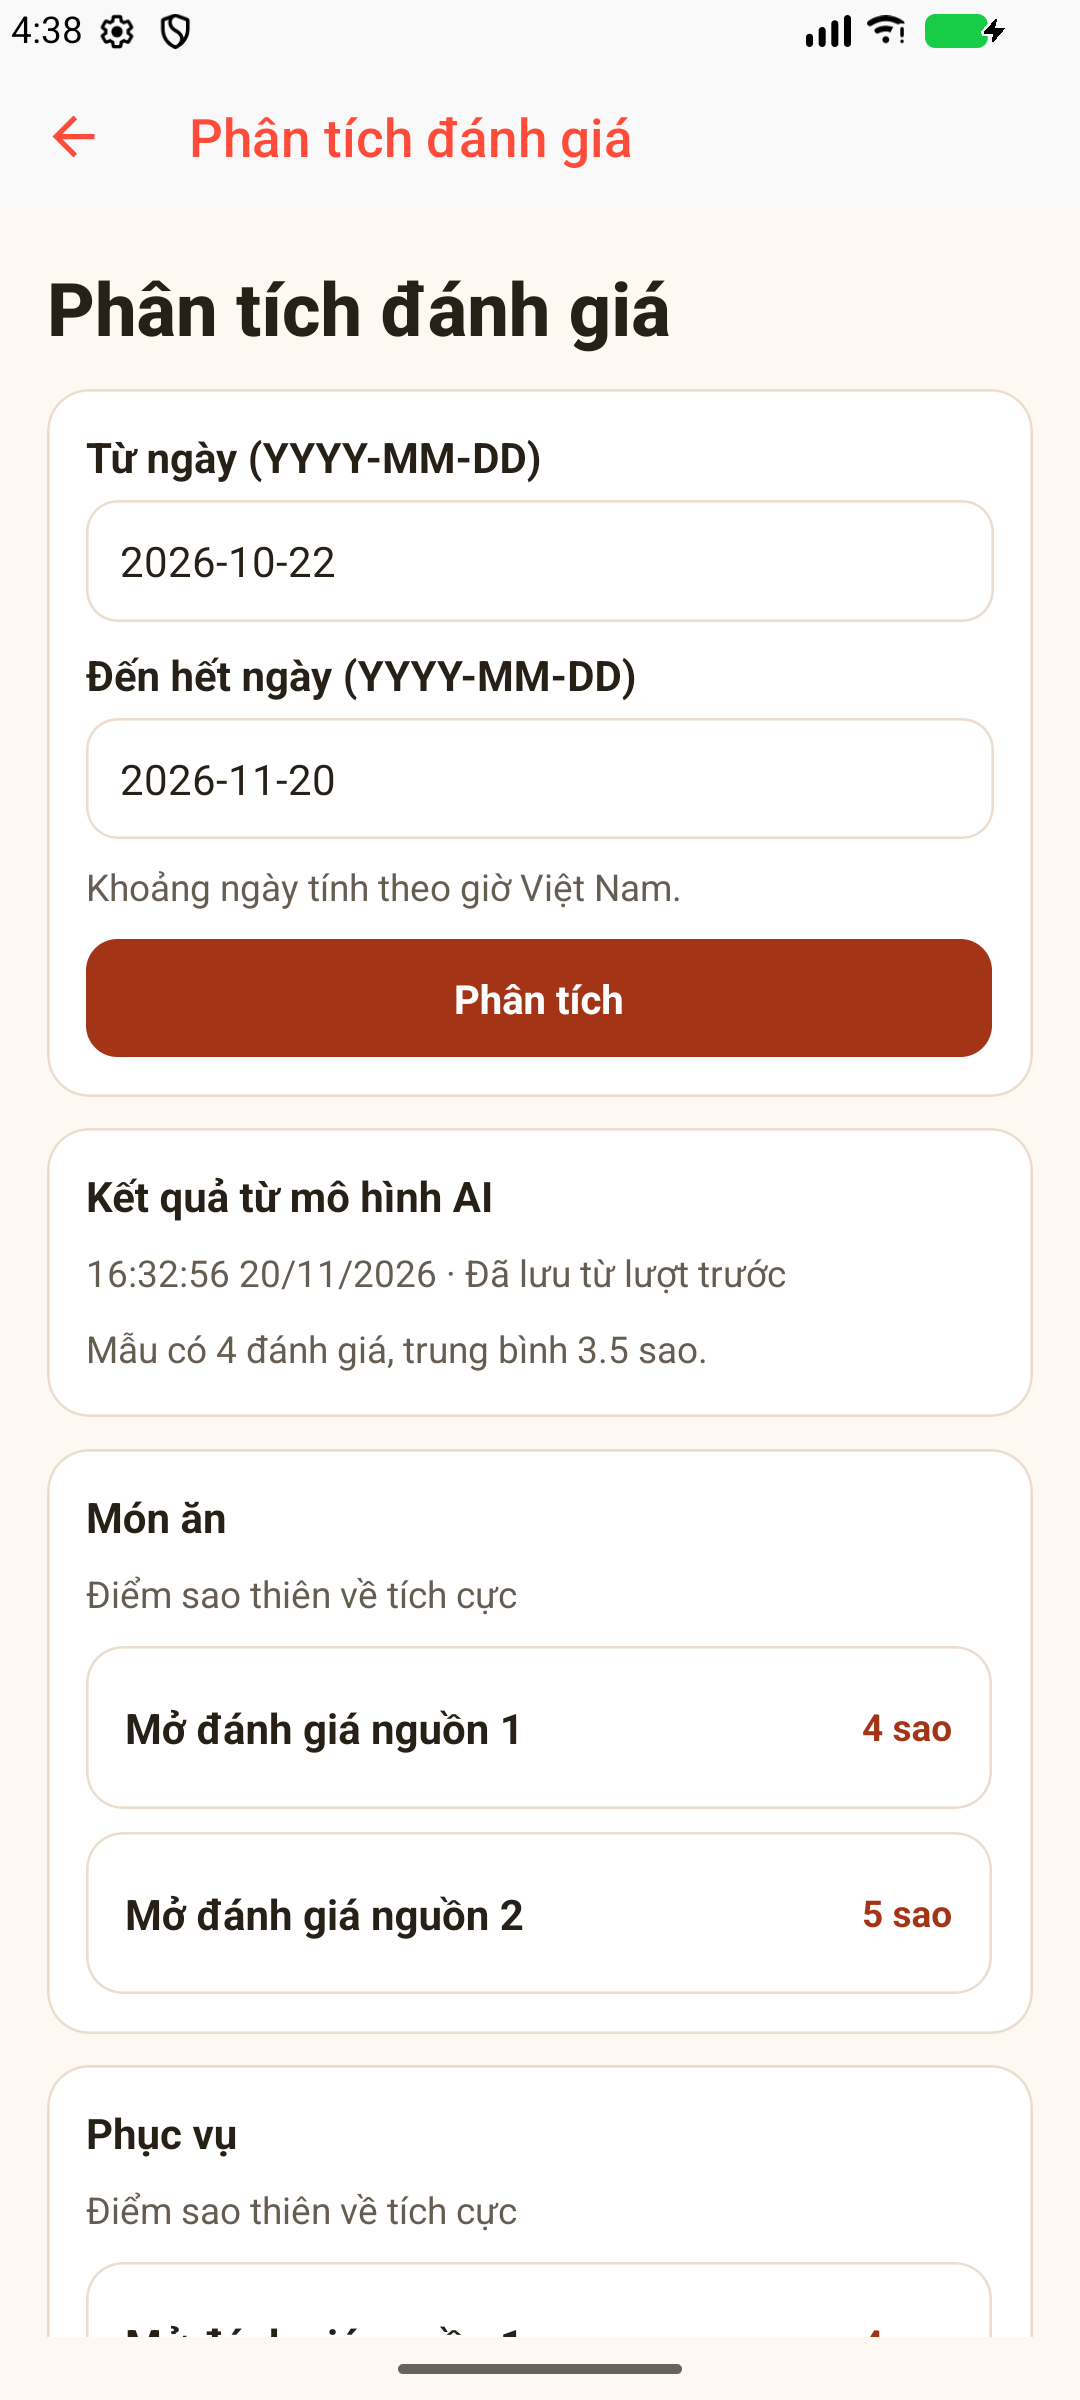 4:38
Phân tích đánh giá
Phân tích đánh giá
Từ ngày (YYYY-MM-DD)
2026-10-22
Đến hết ngày (YYYY-MM-DD)
2026-11-20
Khoảng ngày tính theo giờ Việt Nam.
Phân tích
Kết quả từ mô hình AI
16:32:56 20/11/2026 · Đã lưu từ lượt trước
Mẫu có 4 đánh giá, trung bình 3.5 sao.
Món ăn
Điểm sao thiên về tích cực
Mở đánh giá nguồn 1 4 sao
Mở đánh giá nguồn 2 5 sao
Phục vụ
Điểm sao thiên về tích cực